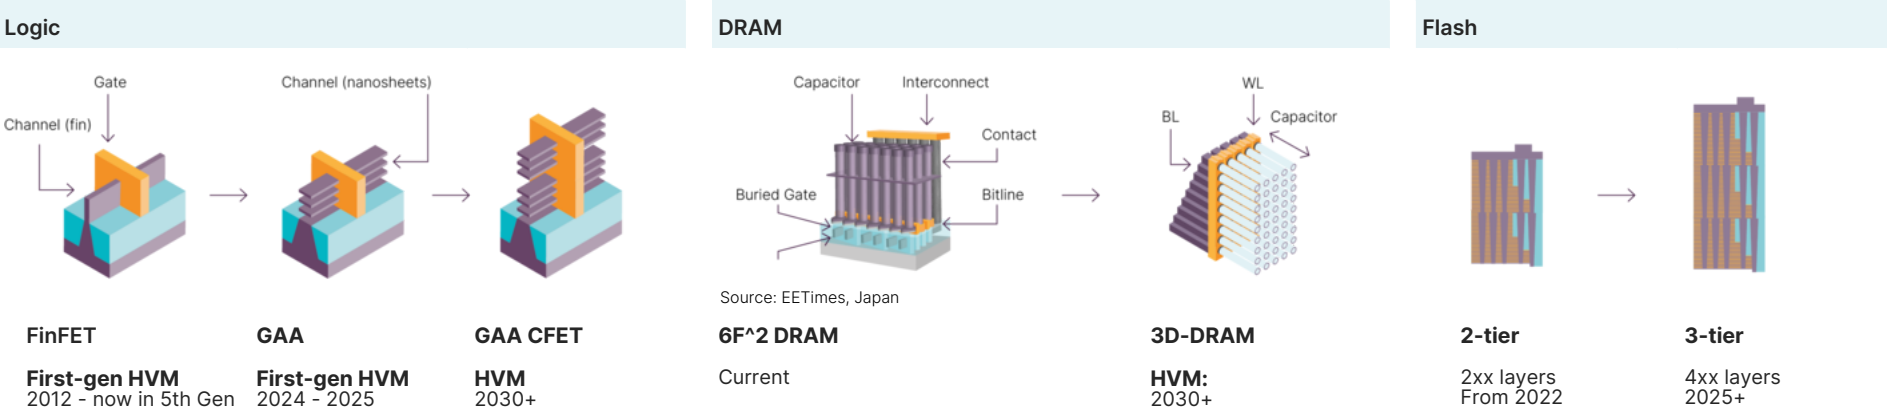 Logic
Gate
Channel (nanosheets)
Channel (fin)
FinFET
GAA
GAA CFET
First-gen HVM
2012 - now in 5th Gen
First-gen HVM
2024 - 2025
HVM
2030+
DRAM
Capacitor
Interconnect
Contact
Buried Gate
Bitline
WL
BL
Capacitor
Source: EETimes, Japan
6F^2 DRAM
3D-DRAM
Current
HVM:
2030+
Flash
2-tier
3-tier
2xx layers
From 2022
4xx layers
2025+